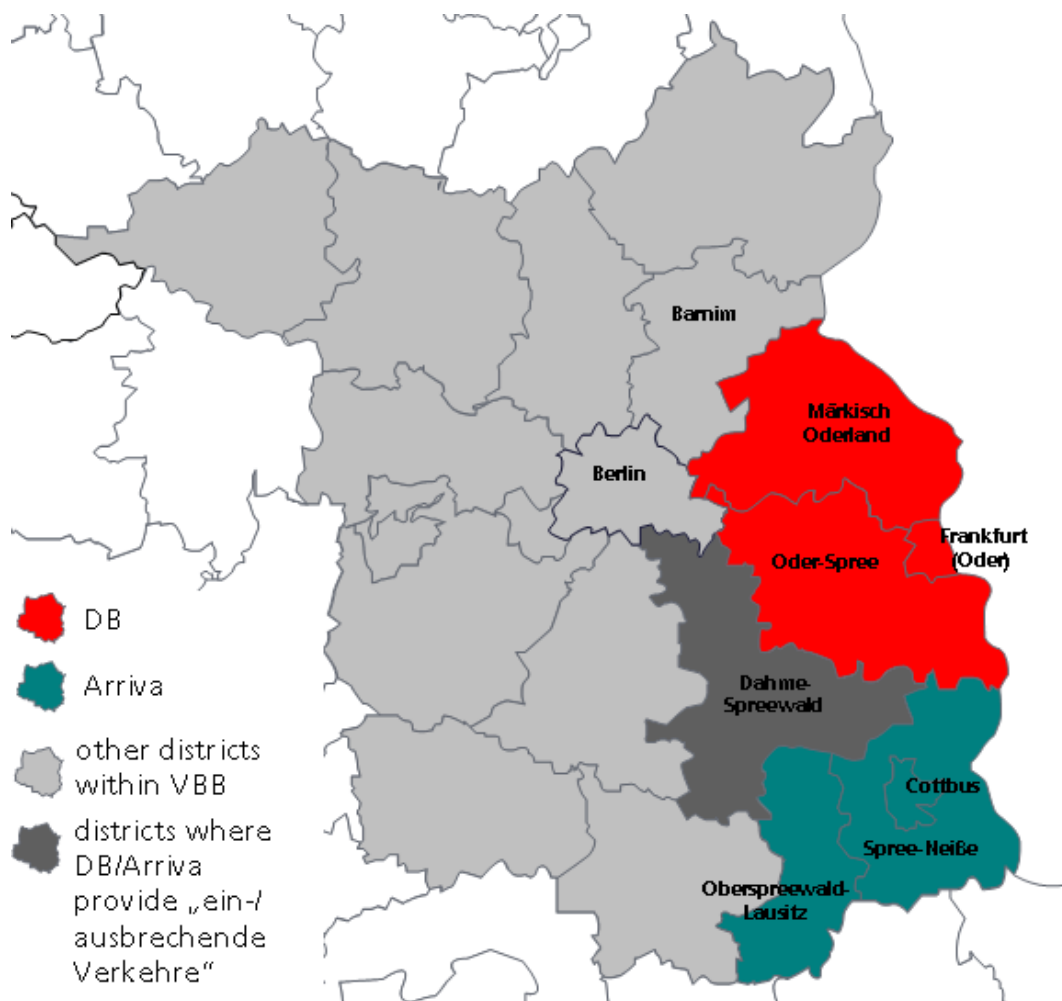 Barnim
Märkisch
Oderland
Berlin
Frankfurt
(Oder)
Oder-Spree
DB
Arriva
Dahme-
Spreewald
other districts
within VBB
Cottbus
districts where
DB/Arriva
provide „ein-/
ausbrechende
Verkehre“
Spree-Neiße
Oberspreewald-
Lausitz